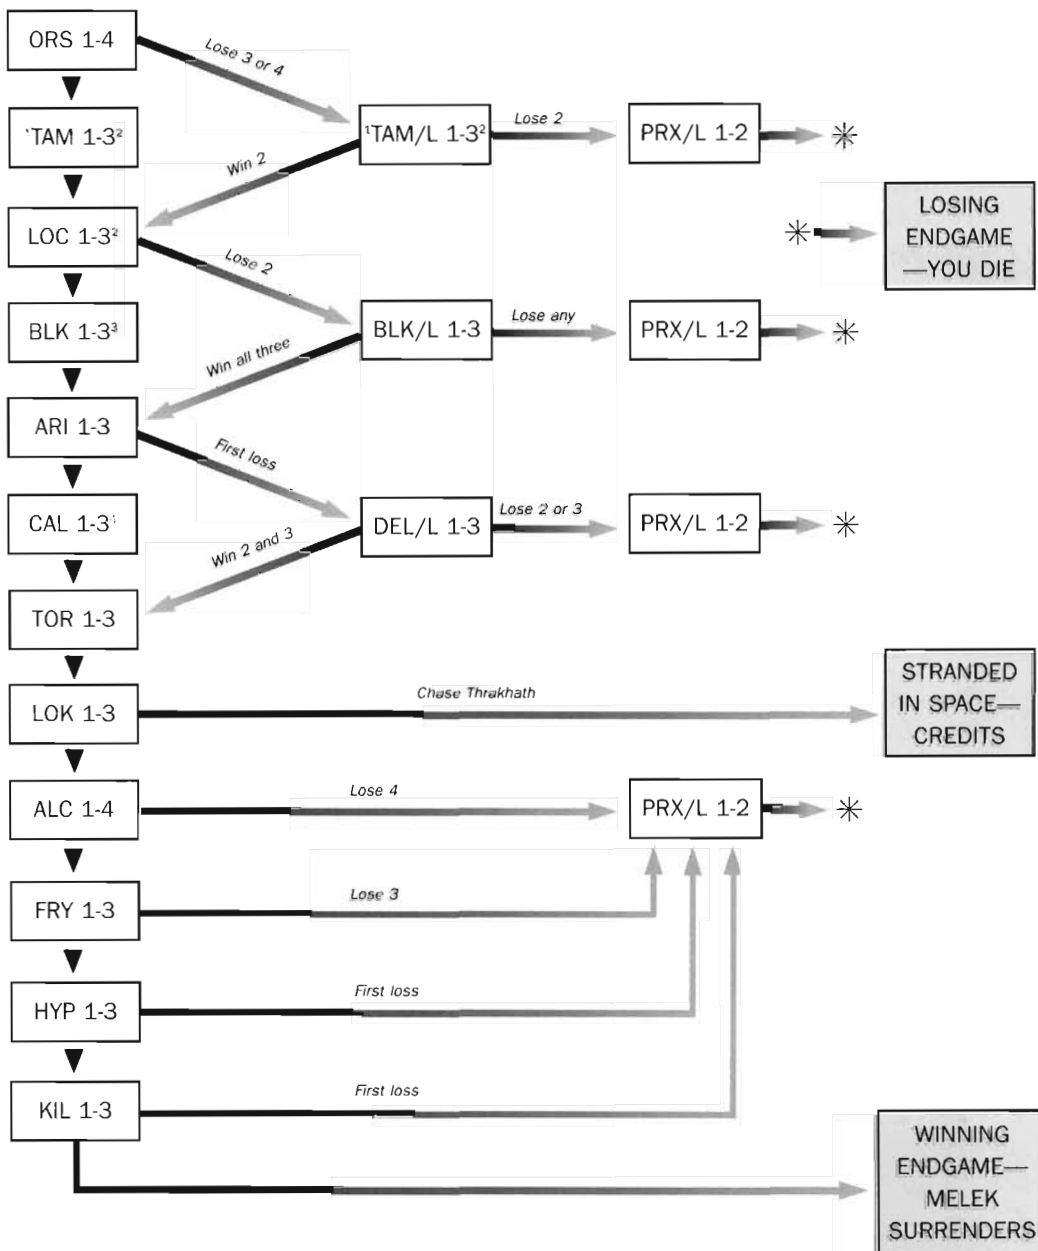 ORS 1-4
Lose 3 or 4
¹TAM 1-3²
¹TAM/L 1-3²
Lose 2
PRX/L 1-2
Win 2
LOC 1-3²
LOSING
ENDGAME
—YOU DIE
Lose 2
BLK 1-3³
BLK/L 1-3
Lose any
PRX/L 1-2
Win all three
ARI 1-3
First loss
CAL 1-3¹
DEL/L 1-3
Lose 2 or 3
PRX/L 1-2
Win 2 and 3
TOR 1-3
LOK 1-3
Chase Thrakhath
STRANDED
IN SPACE—
CREDITS
ALC 1-4
Lose 4
PRX/L 1-2
FRY 1-3
Lose 3
HYP 1-3
First loss
KIL 1-3
First loss
WINNING
ENDGAME—
MELEK
SURRENDERS